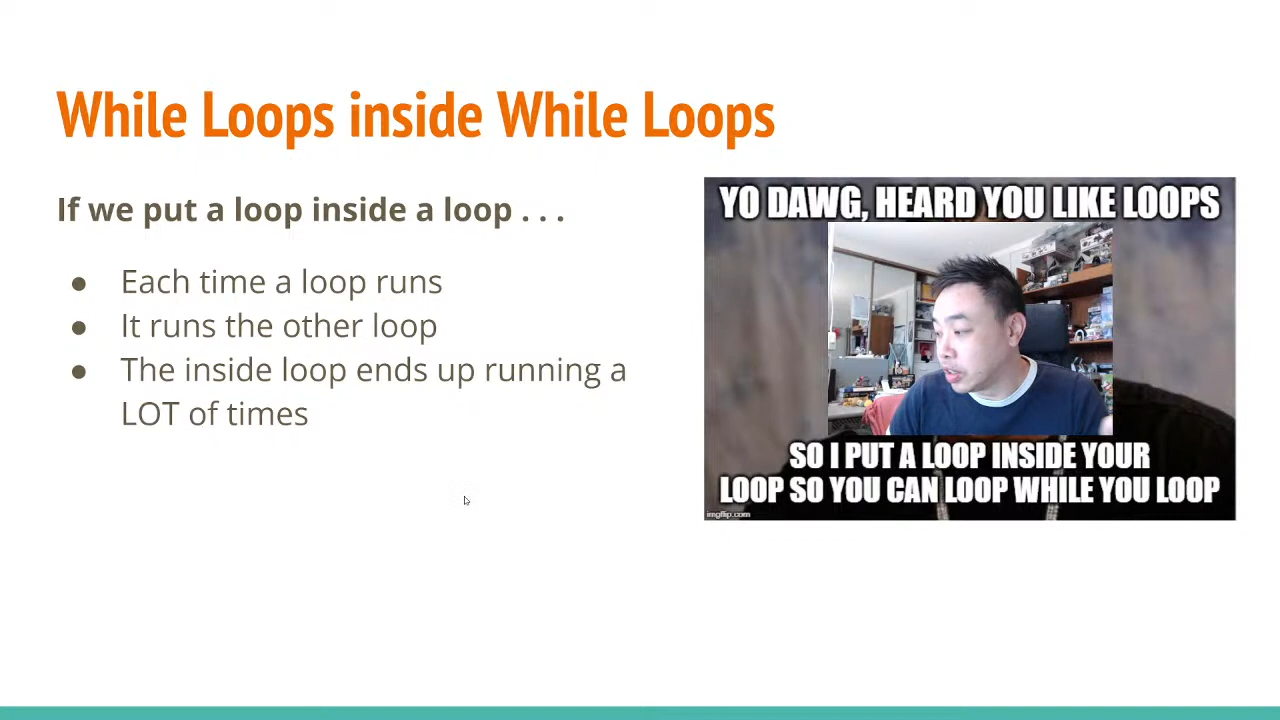 While Loops inside While Loops
If we put a loop inside a loop . . .
● Each time a loop runs
● It runs the other loop
● The inside loop ends up running a
LOT of times
YO DAWG, HEARD YOU LIKE LOOPS
SO I PUT A LOOP INSIDE YOUR
LOOP SO YOU CAN LOOP WHILE YOU LOOP
imgflip.com